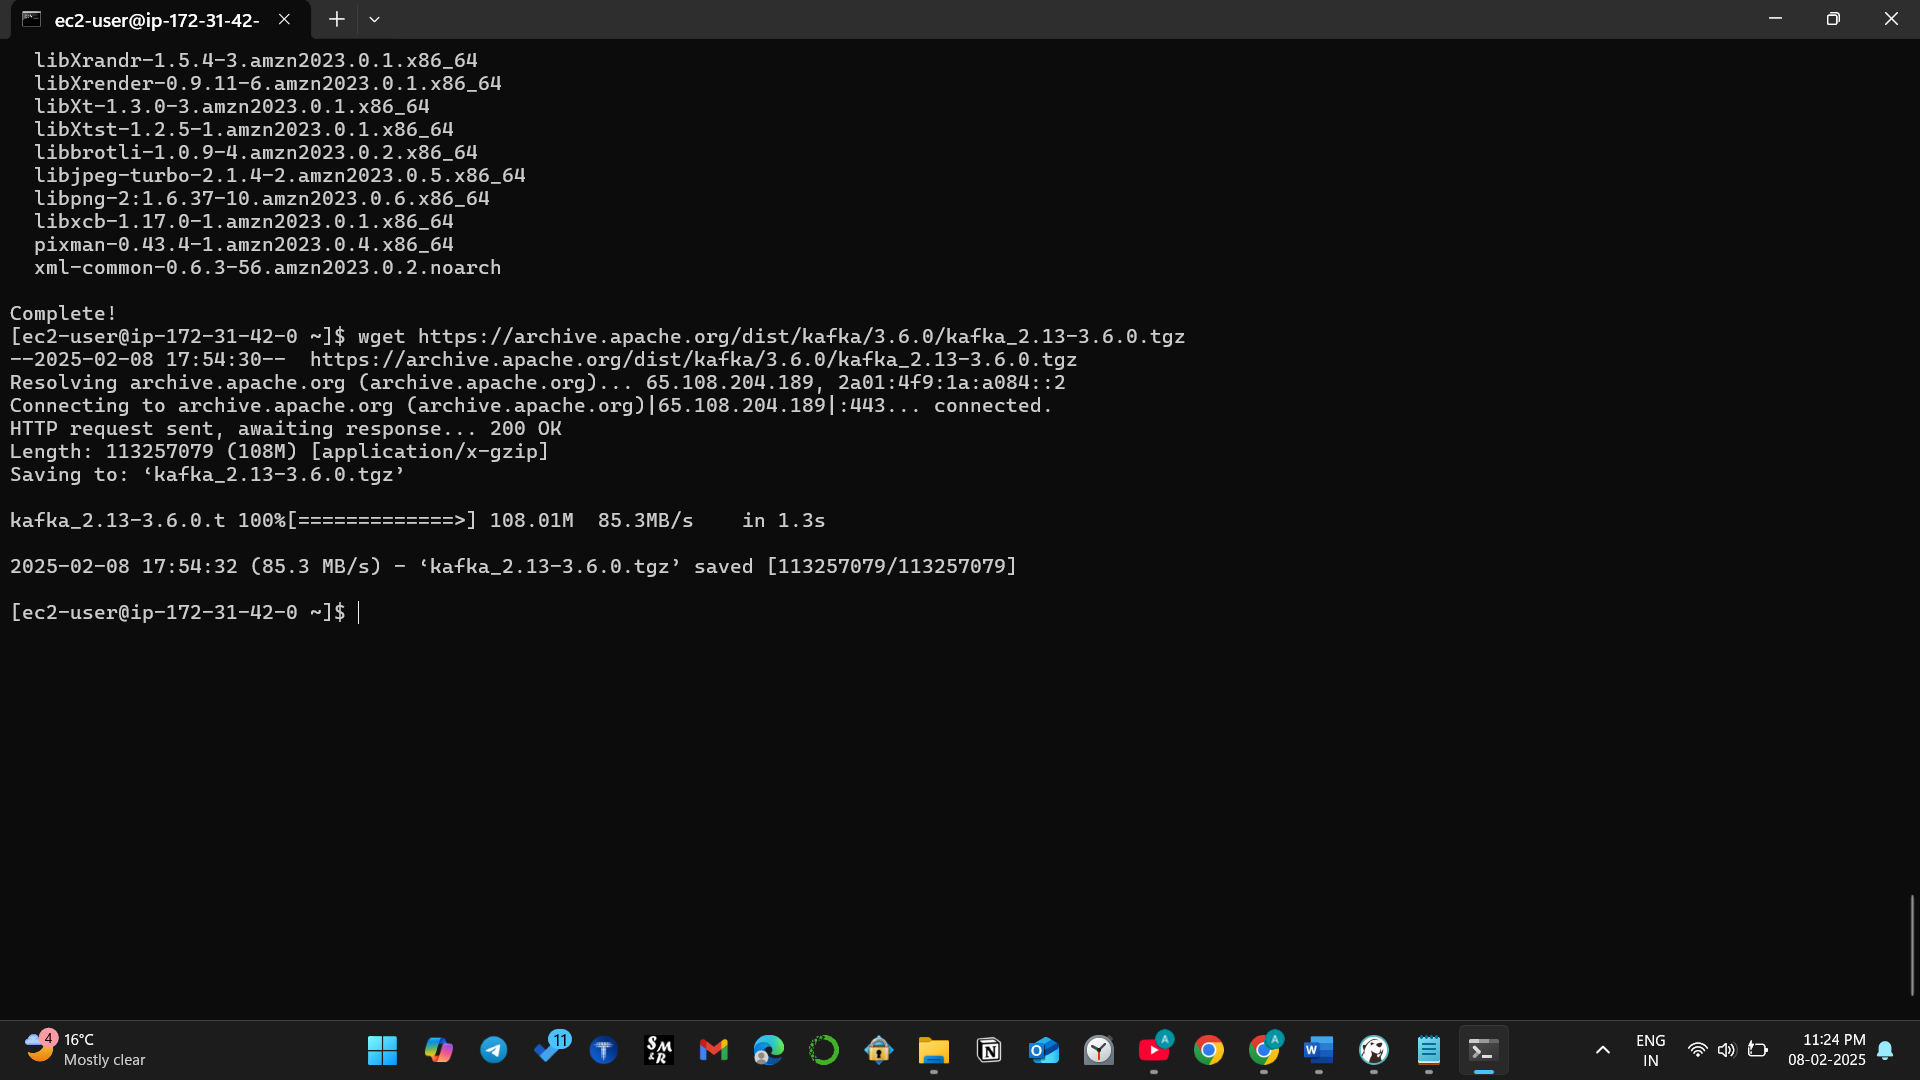 ec2-user@ip-172-31-42-
libXrandr-1.5.4-3.amzn2023.0.1.x86_64
libXrender-0.9.11-6.amzn2023.0.1.x86_64
libXt-1.3.0-3.amzn2023.0.1.x86_64
libXtst-1.2.5-1.amzn2023.0.1.x86_64
libbrotli-1.0.9-4.amzn2023.0.2.x86_64
libjpeg-turbo-2.1.4-2.amzn2023.0.5.x86_64
libpng-2:1.6.37-10.amzn2023.0.6.x86_64
libxcb-1.17.0-1.amzn2023.0.1.x86_64
pixman-0.43.4-1.amzn2023.0.4.x86_64
xml-common-0.6.3-56.amzn2023.0.2.noarch
Complete!
[ec2-user@ip-172-31-42-0 ~]$ wget https://archive.apache.org/dist/kafka/3.6.0/kafka_2.13-3.6.0.tgz
--2025-02-08 17:54:30--  https://archive.apache.org/dist/kafka/3.6.0/kafka_2.13-3.6.0.tgz
Resolving archive.apache.org (archive.apache.org)... 65.108.204.189, 2a01:4f9:1a:a084::2
Connecting to archive.apache.org (archive.apache.org)|65.108.204.189|:443... connected.
HTTP request sent, awaiting response... 200 OK
Length: 113257079 (108M) [application/x-gzip]
Saving to: ‘kafka_2.13-3.6.0.tgz’
kafka_2.13-3.6.0.t 100%[=============>] 108.01M  85.3MB/s    in 1.3s
2025-02-08 17:54:32 (85.3 MB/s) - ‘kafka_2.13-3.6.0.tgz’ saved [113257079/113257079]
[ec2-user@ip-172-31-42-0 ~]$
4
16°C
Mostly clear
11
SM&R
A
A
ENG
IN
11:24 PM
08-02-2025